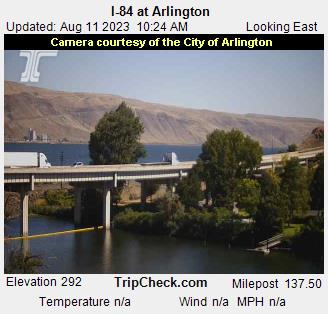 I-84 at Arlington
Updated: Aug 11 2023 10:24 AM Looking East
Camera courtesy of the City of Arlington
Elevation 292 TripCheck.com Milepost 137.50
Temperature n/a Wind n/a MPH n/a